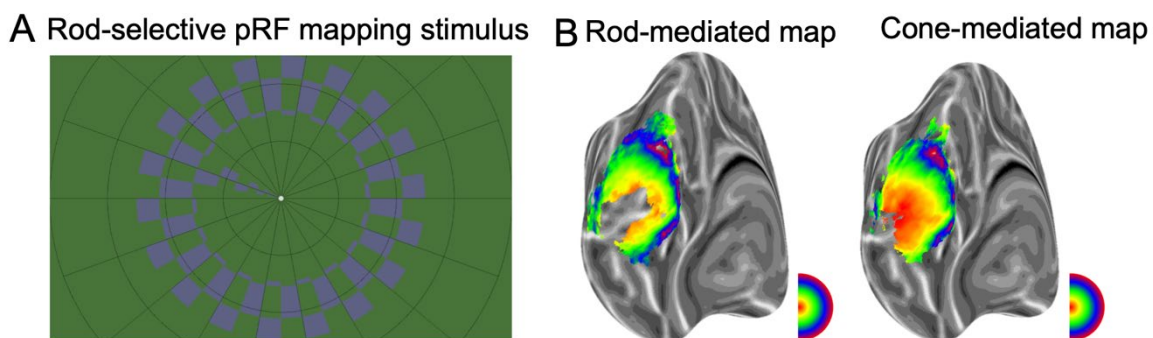 A Rod-selective pRF mapping stimulus
B Rod-mediated map
Cone-mediated map